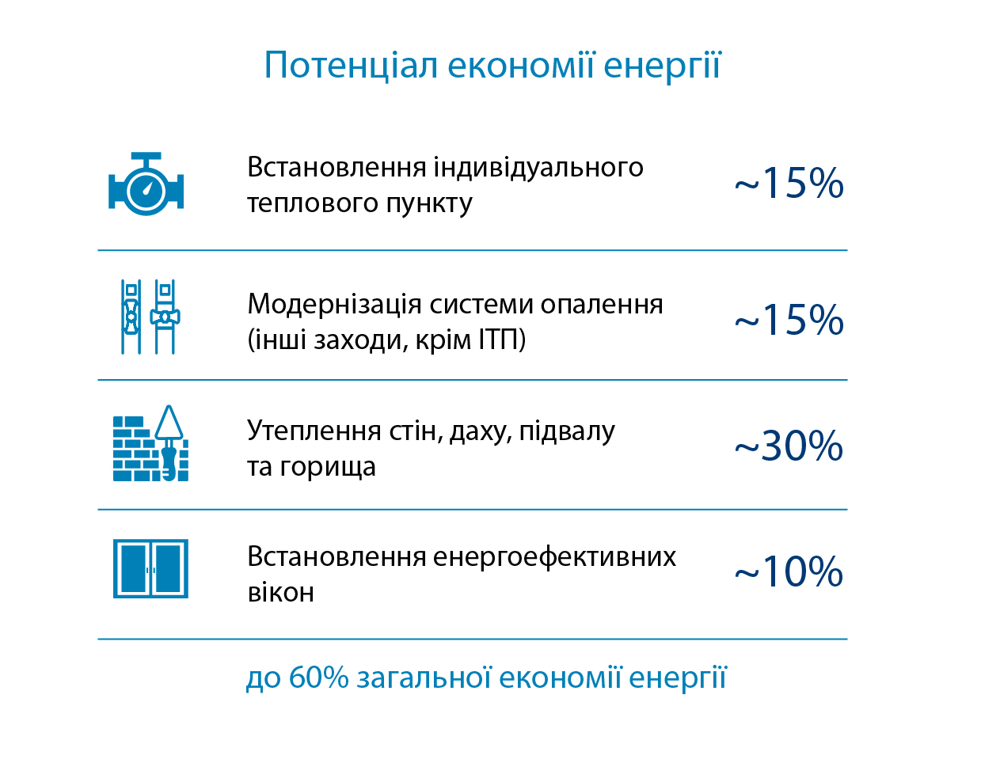 Потенціал економії енергії
Встановлення індивідуального
теплового пункту
~15%
Модернізація системи опалення
(інші заходи, крім ІТП)
~15%
Утеплення стін, даху, підвалу
та горища
~30%
Встановлення енергоефективних
вікон
~10%
до 60% загальної економії енергії